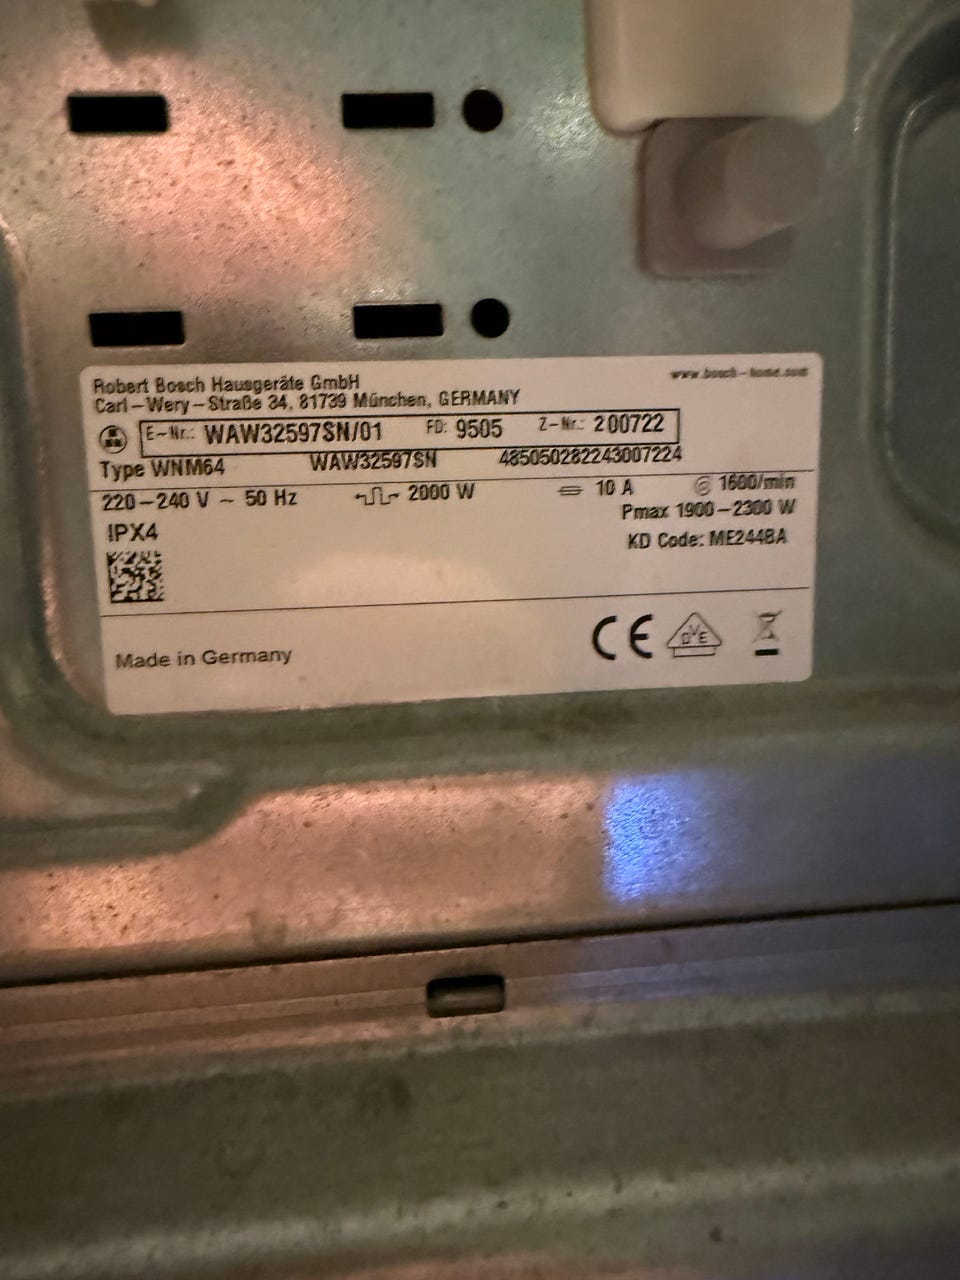 www.bosch-home.com
Robert Bosch Hausgeräte GmbH
Carl-Wery-Straße 34, 81739 München, GERMANY
E-Nr.: WAW32597SN/01 FD: 9505 Z-Nr.: 200722
Type WNM64 WAW32597SN 485050282243007224
220-240 V ~ 50 Hz 2000 W 10 A 1600/min
Pmax 1900-2300 W
IPX4
KD Code: ME244BA
Made in Germany
CE DVE